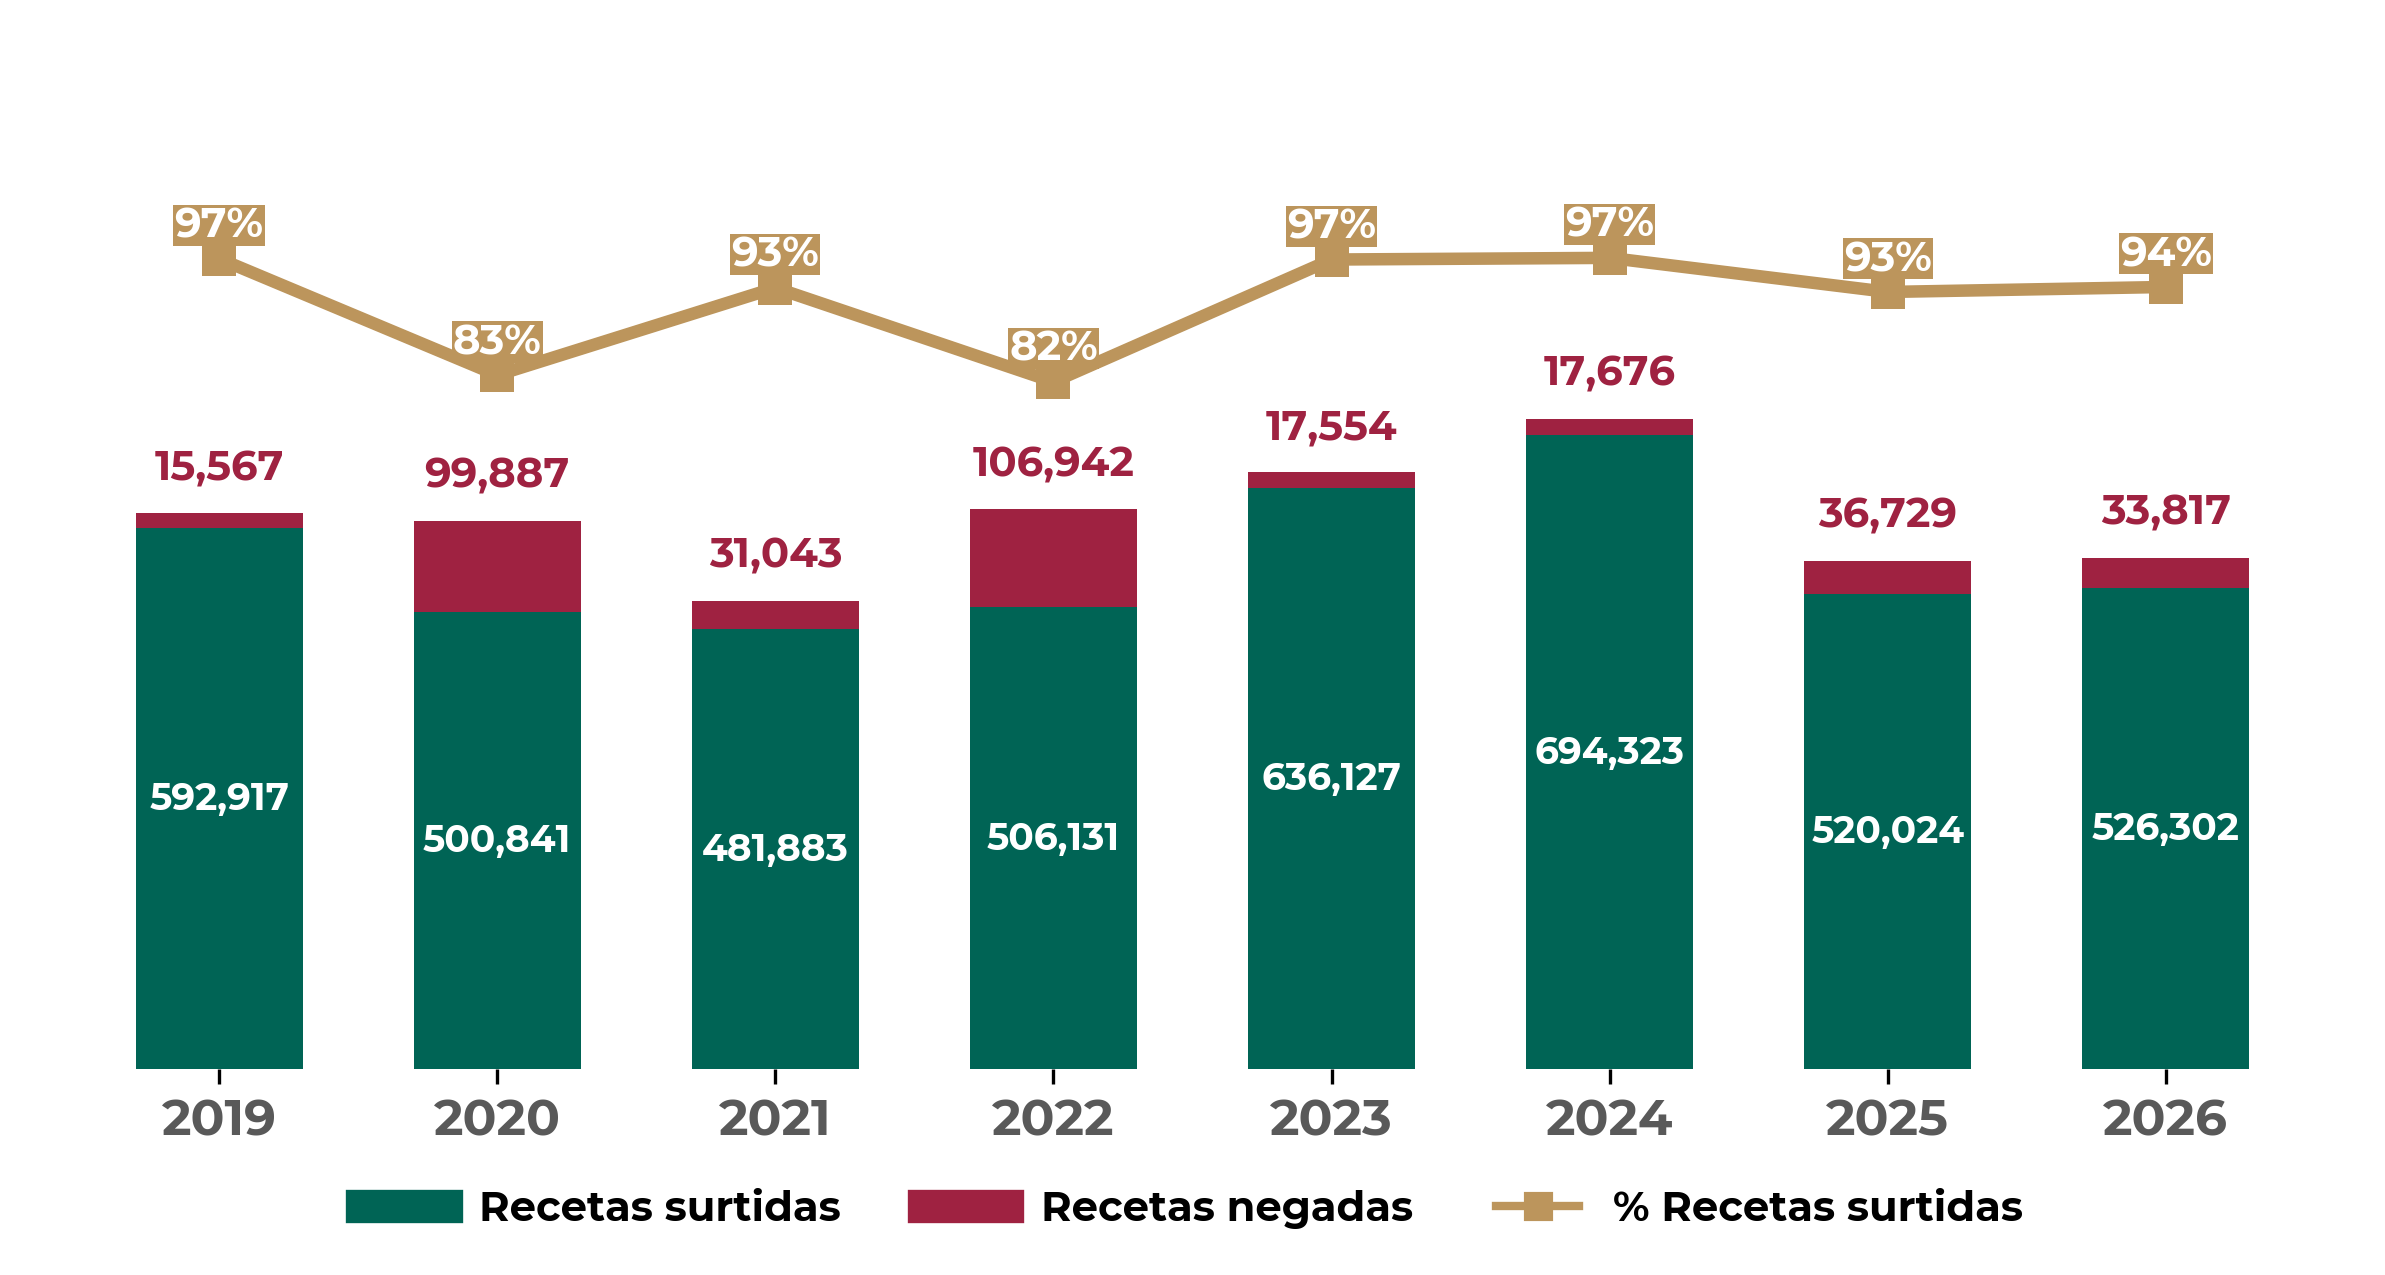 97% 83% 93% 82% 97% 97% 93% 94%
15,567 99,887 31,043 106,942 17,554 17,676 36,729 33,817
592,917 500,841 481,883 506,131 636,127 694,323 520,024 526,302
2019 2020 2021 2022 2023 2024 2025 2026
Recetas surtidas Recetas negadas % Recetas surtidas